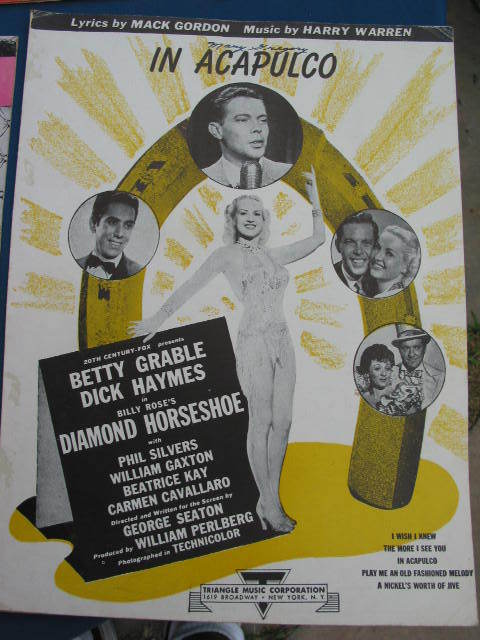 Lyrics by MACK GORDON Music by HARRY WARREN
Mary Gregory
IN ACAPULCO
20TH CENTURY-FOX presents
BETTY GRABLE
DICK HAYMES
in
BILLY ROSE'S
DIAMOND HORSESHOE
with
PHIL SILVERS
WILLIAM GAXTON
BEATRICE KAY
CARMEN CAVALLARO
Directed and Written for the Screen by
GEORGE SEATON
Produced by WILLIAM PERLBERG
Photographed in TECHNICOLOR
I WISH I KNEW
THE MORE I SEE YOU
IN ACAPULCO
PLAY ME AN OLD FASHIONED MELODY
A NICKEL'S WORTH OF JIVE
TRIANGLE MUSIC CORPORATION
1619 BROADWAY • NEW YORK, N. Y.